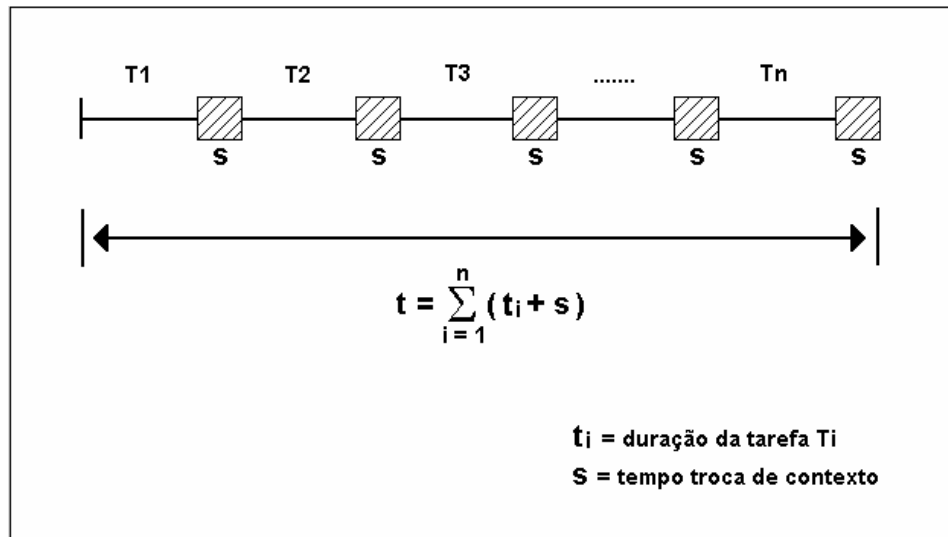 T1 T2 T3 ....... Tn
s s s s s
n
t = ∑ ( ti + s )
i = 1
ti = duração da tarefa Ti
s = tempo troca de contexto